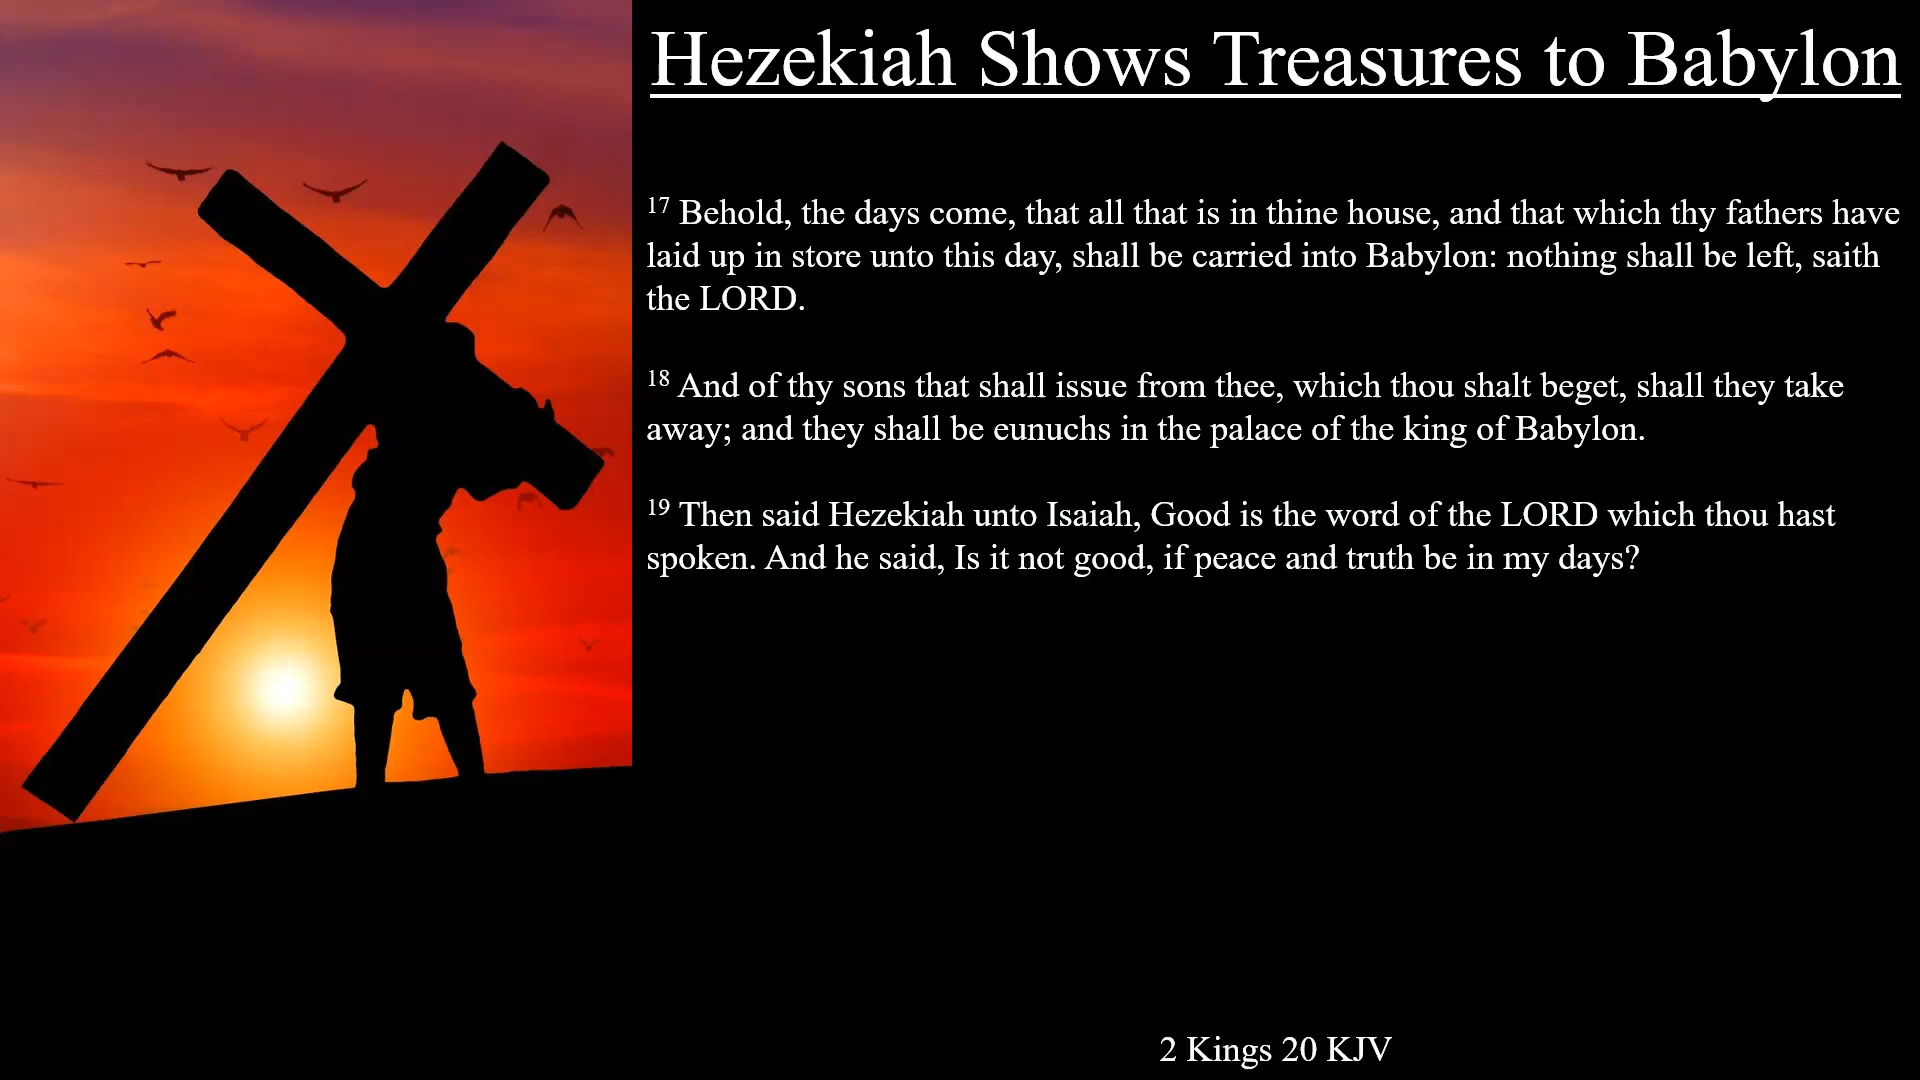 Hezekiah Shows Treasures to Babylon
17 Behold, the days come, that all that is in thine house, and that which thy fathers have
laid up in store unto this day, shall be carried into Babylon: nothing shall be left, saith
the LORD.
18 And of thy sons that shall issue from thee, which thou shalt beget, shall they take
away; and they shall be eunuchs in the palace of the king of Babylon.
19 Then said Hezekiah unto Isaiah, Good is the word of the LORD which thou hast
spoken. And he said, Is it not good, if peace and truth be in my days?
2 Kings 20 KJV